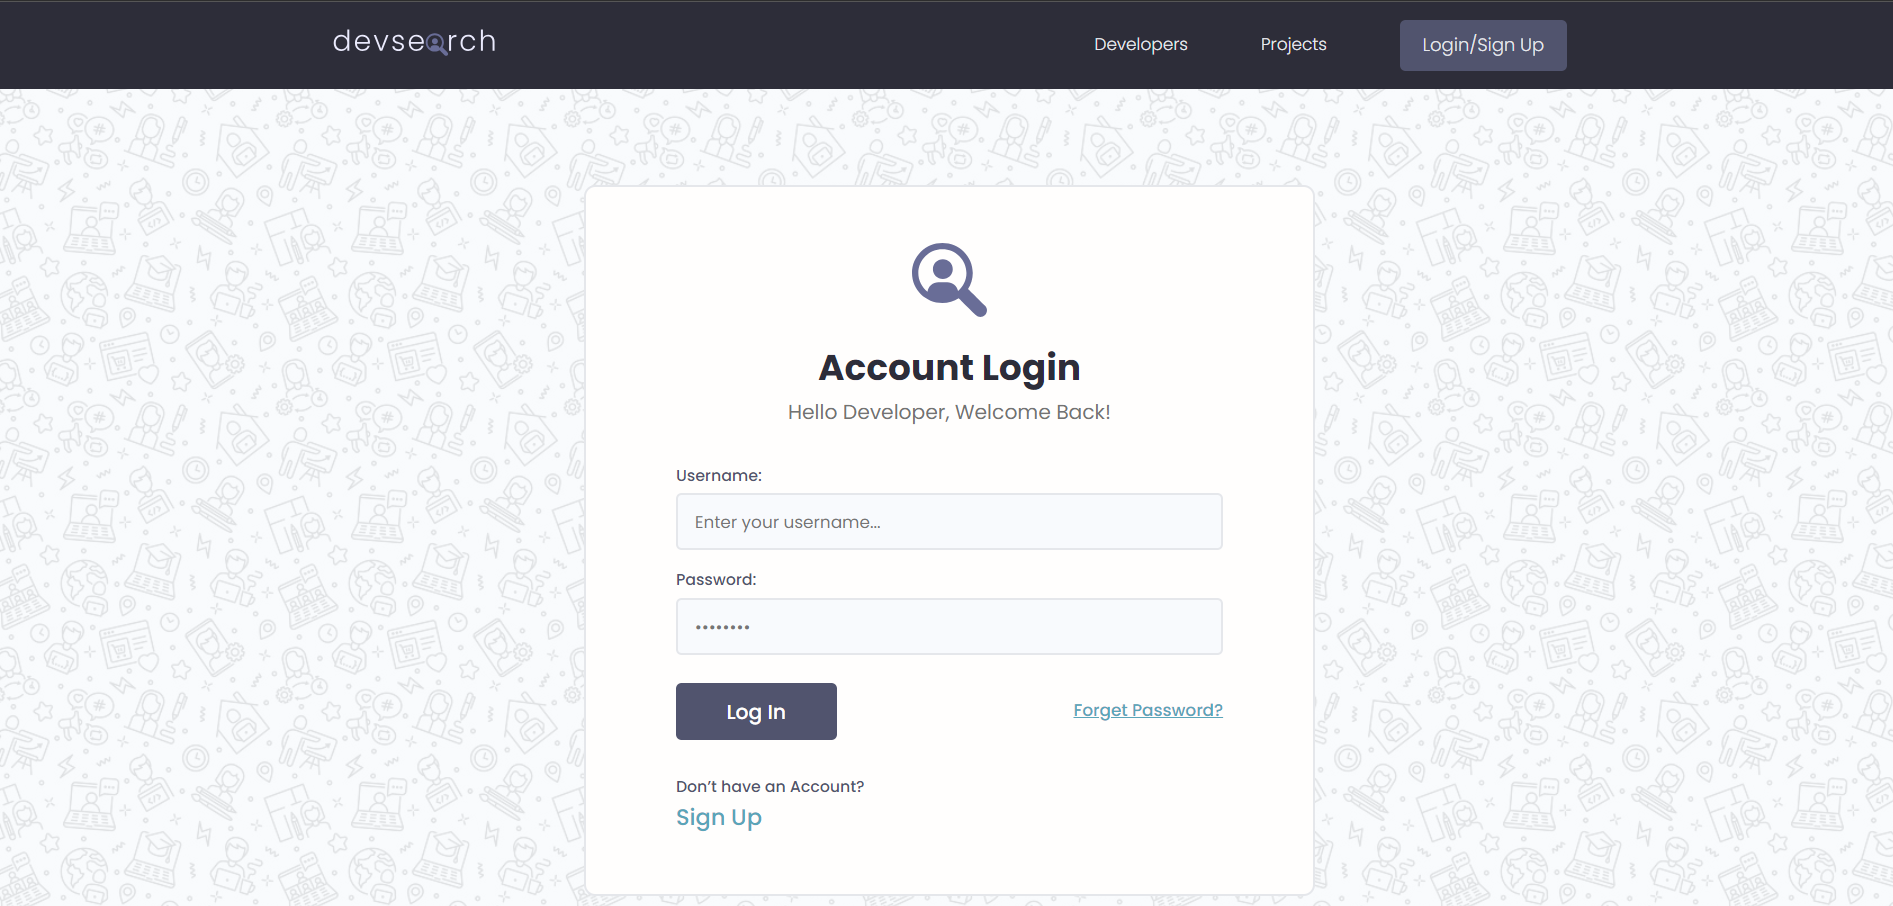 devsearch
Developers
Projects
Login/Sign Up
Account Login
Hello Developer, Welcome Back!
Username:
Enter your username...
Password:
••••••••
Log In
Forget Password?
Don’t have an Account?
Sign Up